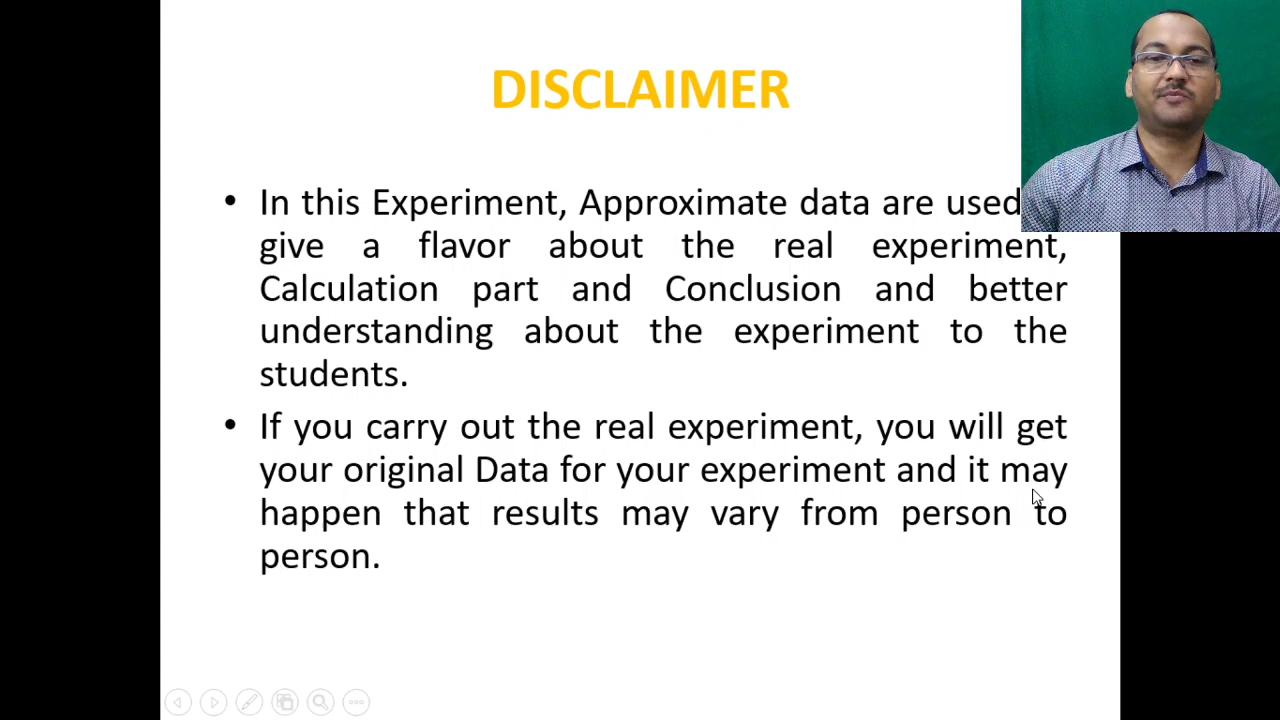 DISCLAIMER
• In this Experiment, Approximate data are used
give a flavor about the real experiment,
Calculation part and Conclusion and better
understanding about the experiment to the
students.
• If you carry out the real experiment, you will get
your original Data for your experiment and it may
happen that results may vary from person to
person.